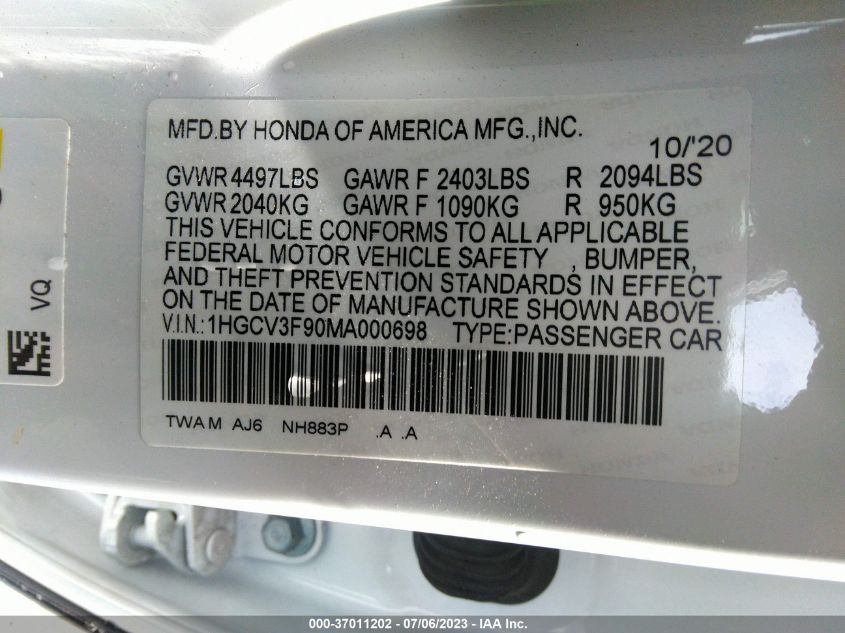 MFD.BY HONDA OF AMERICA MFG.,INC.
10/'20
GVWR 4497LBS GAWR F 2403LBS R 2094LBS
GVWR 2040KG GAWR F 1090KG R 950KG
THIS VEHICLE CONFORMS TO ALL APPLICABLE
FEDERAL MOTOR VEHICLE SAFETY , BUMPER,
AND THEFT PREVENTION STANDARDS IN EFFECT
ON THE DATE OF MANUFACTURE SHOWN ABOVE.
V.I.N.:1HGCV3F90MA000698 TYPE:PASSENGER CAR
TWA M AJ6 NH883P .A .A
VQ
000-37011202 - 07/06/2023 - © IAA Inc.